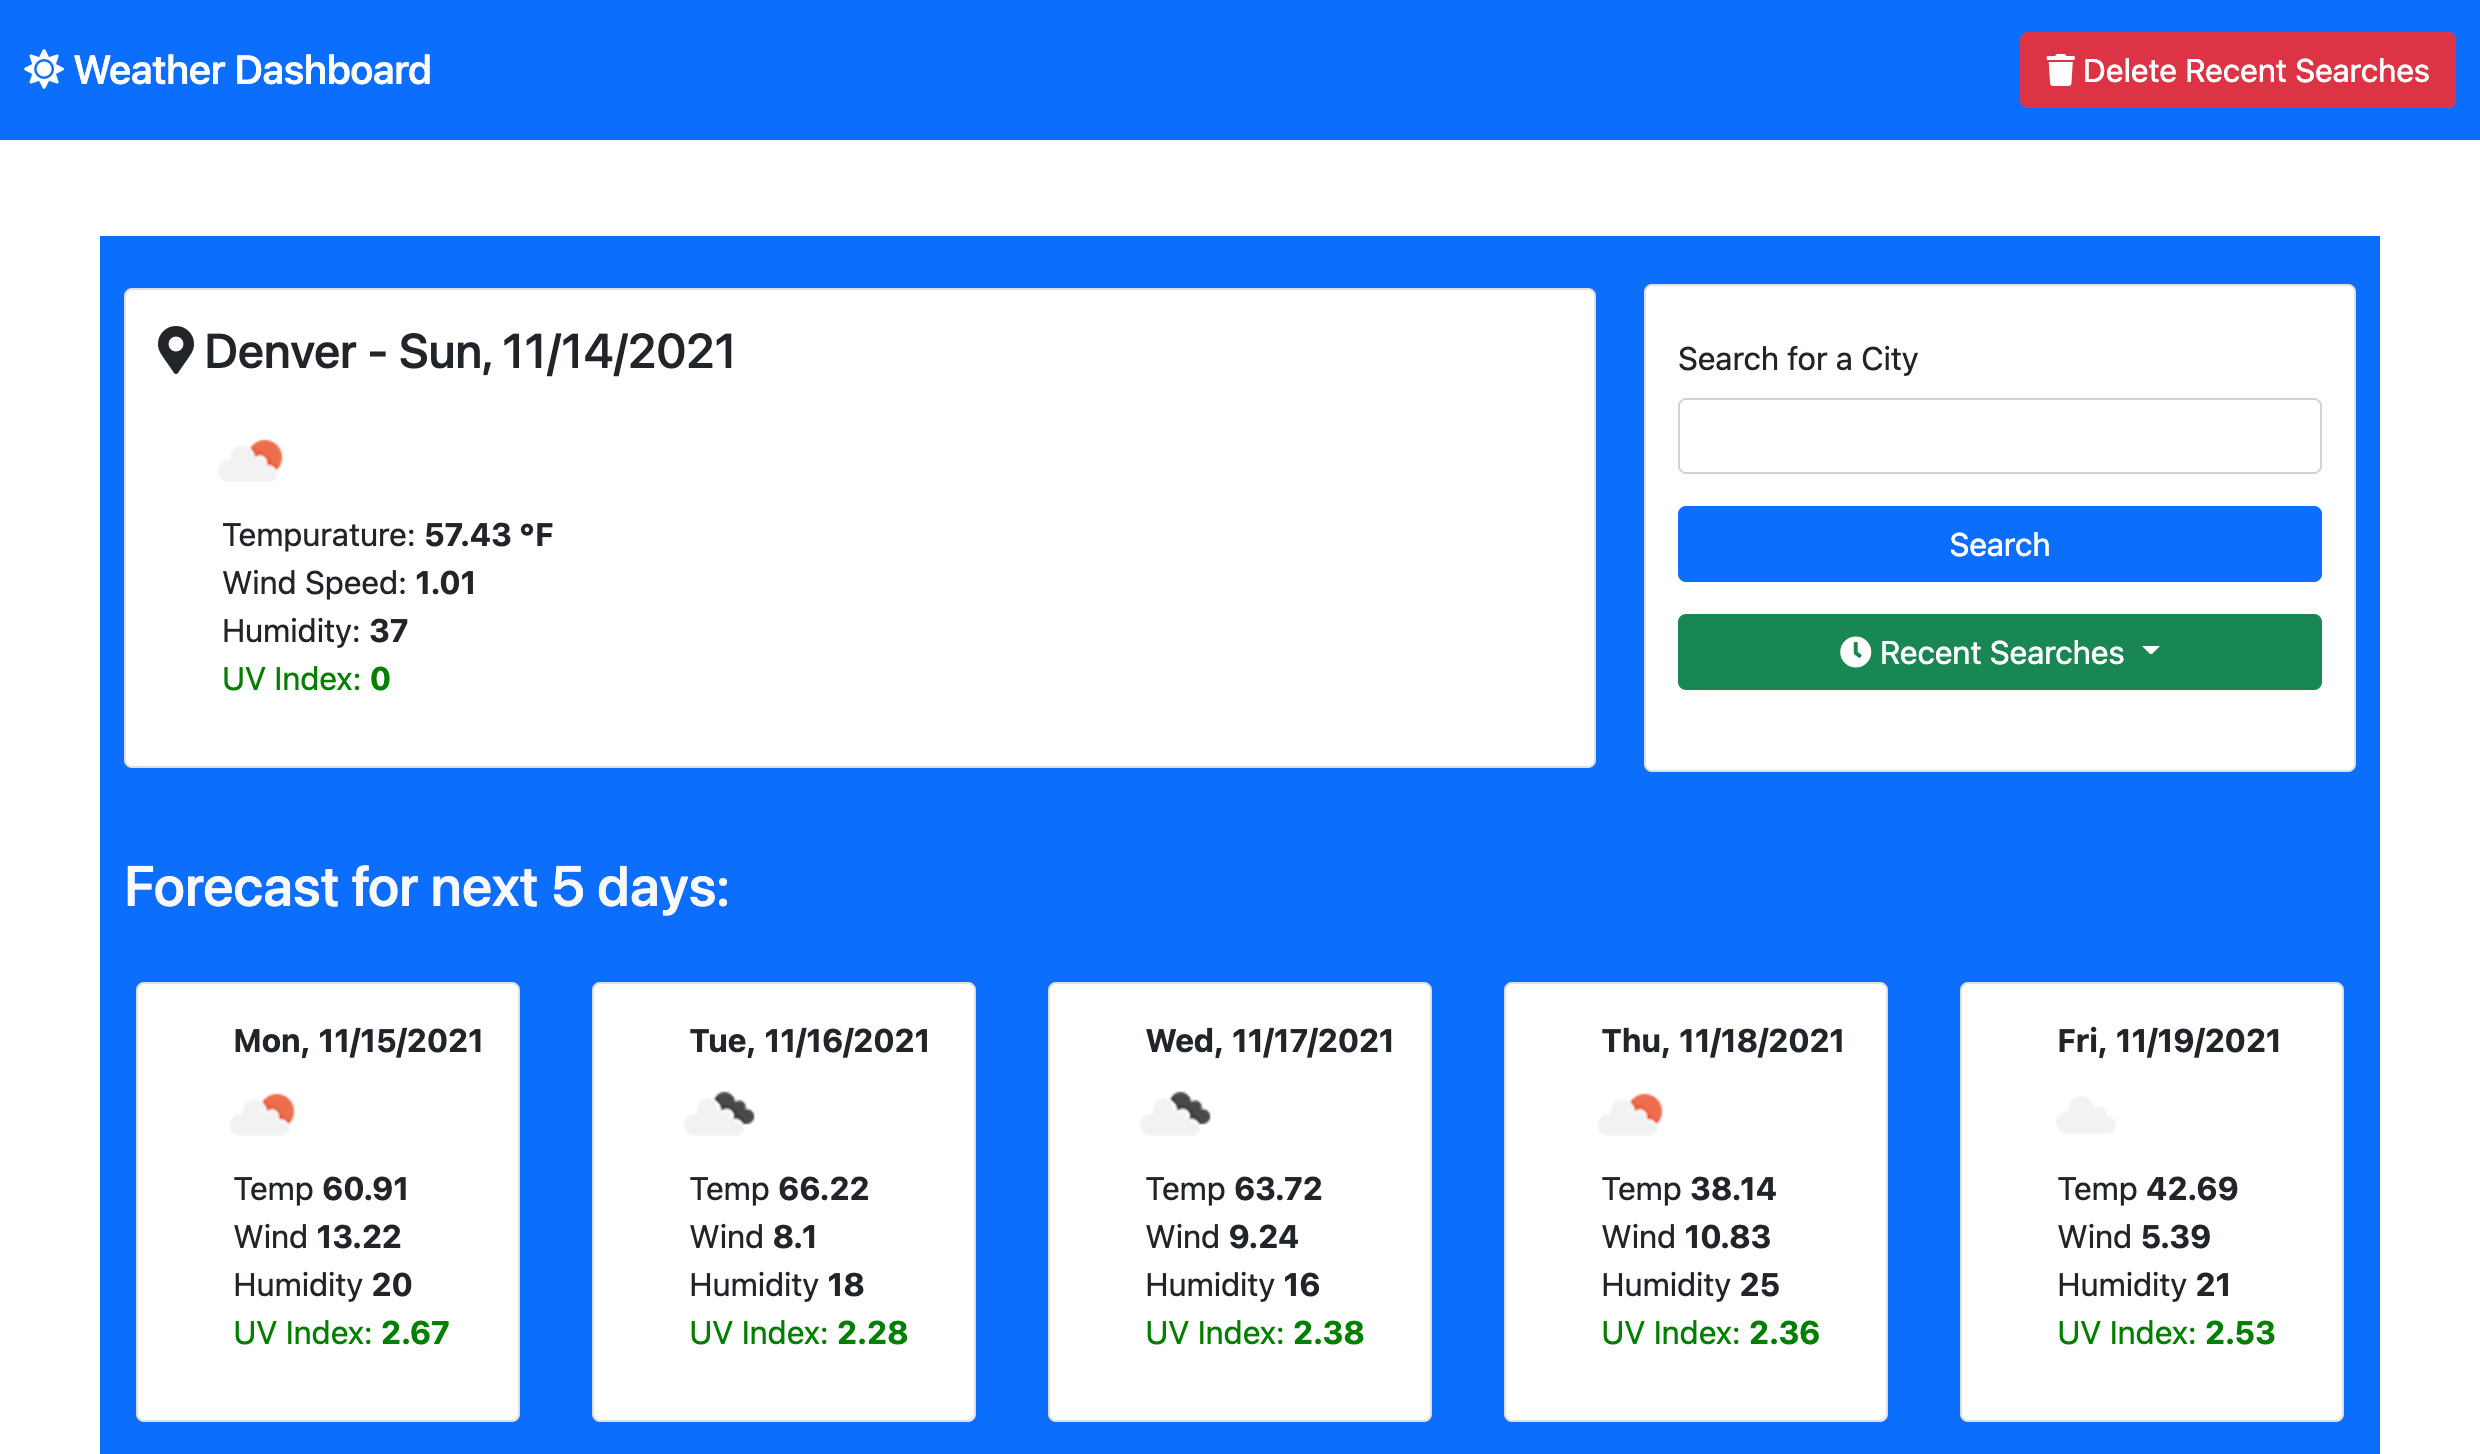 Weather Dashboard
Delete Recent Searches
Denver - Sun, 11/14/2021
Tempurature: 57.43 °F
Wind Speed: 1.01
Humidity: 37
UV Index: 0
Search for a City
Search
Recent Searches
Forecast for next 5 days:
Mon, 11/15/2021
Temp 60.91
Wind 13.22
Humidity 20
UV Index: 2.67
Tue, 11/16/2021
Temp 66.22
Wind 8.1
Humidity 18
UV Index: 2.28
Wed, 11/17/2021
Temp 63.72
Wind 9.24
Humidity 16
UV Index: 2.38
Thu, 11/18/2021
Temp 38.14
Wind 10.83
Humidity 25
UV Index: 2.36
Fri, 11/19/2021
Temp 42.69
Wind 5.39
Humidity 21
UV Index: 2.53